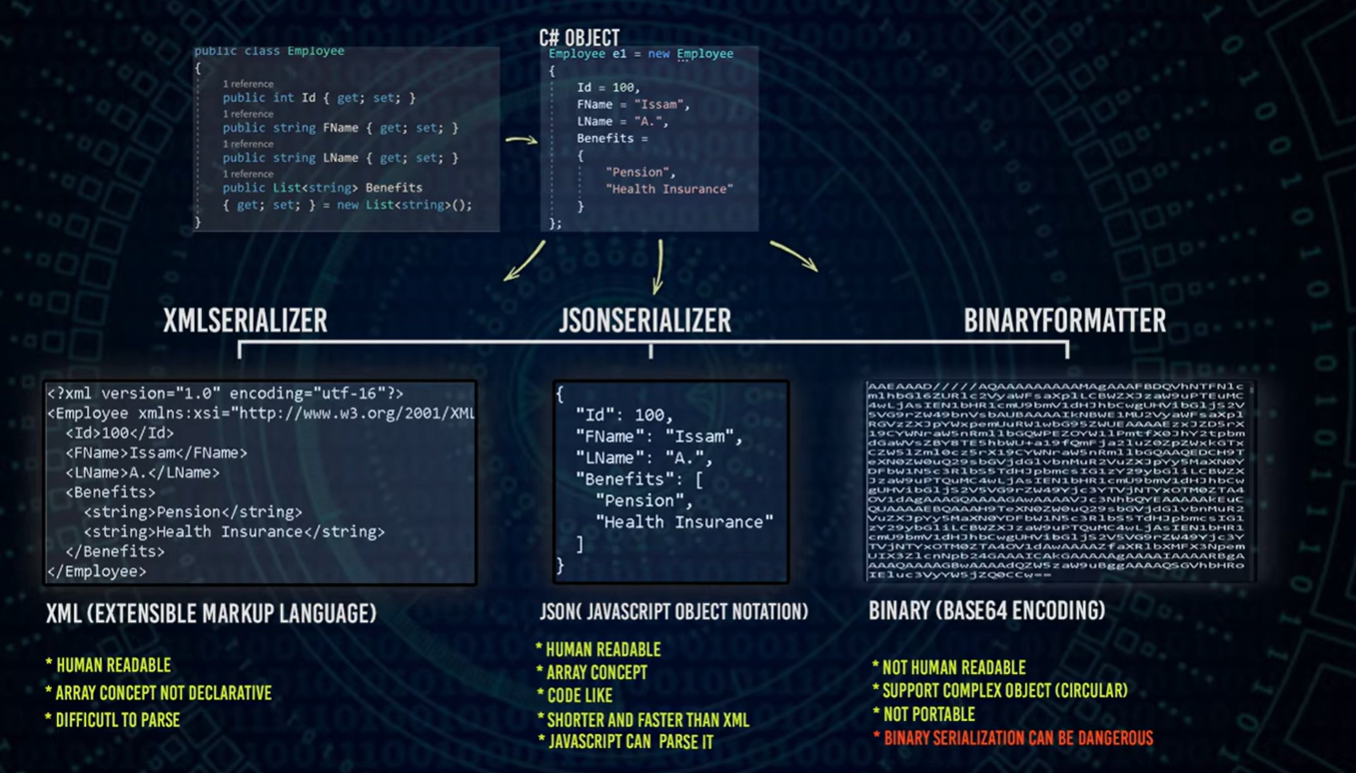 public class Employee
{
1 reference
public int Id { get; set; }
1 reference
public string FName { get; set; }
1 reference
public string LName { get; set; }
1 reference
public List<string> Benefits
{ get; set; } = new List<string>();
}
C# OBJECT
Employee e1 = new Employee
{
Id = 100,
FName = "Issam",
LName = "A.",
Benefits =
{
"Pension",
"Health Insurance"
}
};
XMLSERIALIZER
<?xml version="1.0" encoding="utf-16"?>
<Employee xmlns:xsi="http://www.w3.org/2001/XML
<Id>100</Id>
<FName>Issam</FName>
<LName>A.</LName>
<Benefits>
<string>Pension</string>
<string>Health Insurance</string>
</Benefits>
</Employee>
XML (EXTENSIBLE MARKUP LANGUAGE)
* HUMAN READABLE
* ARRAY CONCEPT NOT DECLARATIVE
* DIFFICUTL TO PARSE
JSONSERIALIZER
{
"Id": 100,
"FName": "Issam",
"LName": "A.",
"Benefits": [
"Pension",
"Health Insurance"
]
}
JSON( JAVASCRIPT OBJECT NOTATION)
* HUMAN READABLE
* ARRAY CONCEPT
* CODE LIKE
* SHORTER AND FASTER THAN XML
* JAVASCRIPT CAN PARSE IT
BINARYFORMATTER
BINARY (BASE64 ENCODING)
* NOT HUMAN READABLE
* SUPPORT COMPLEX OBJECT (CIRCULAR)
* NOT PORTABLE
* BINARY SERIALIZATION CAN BE DANGEROUS